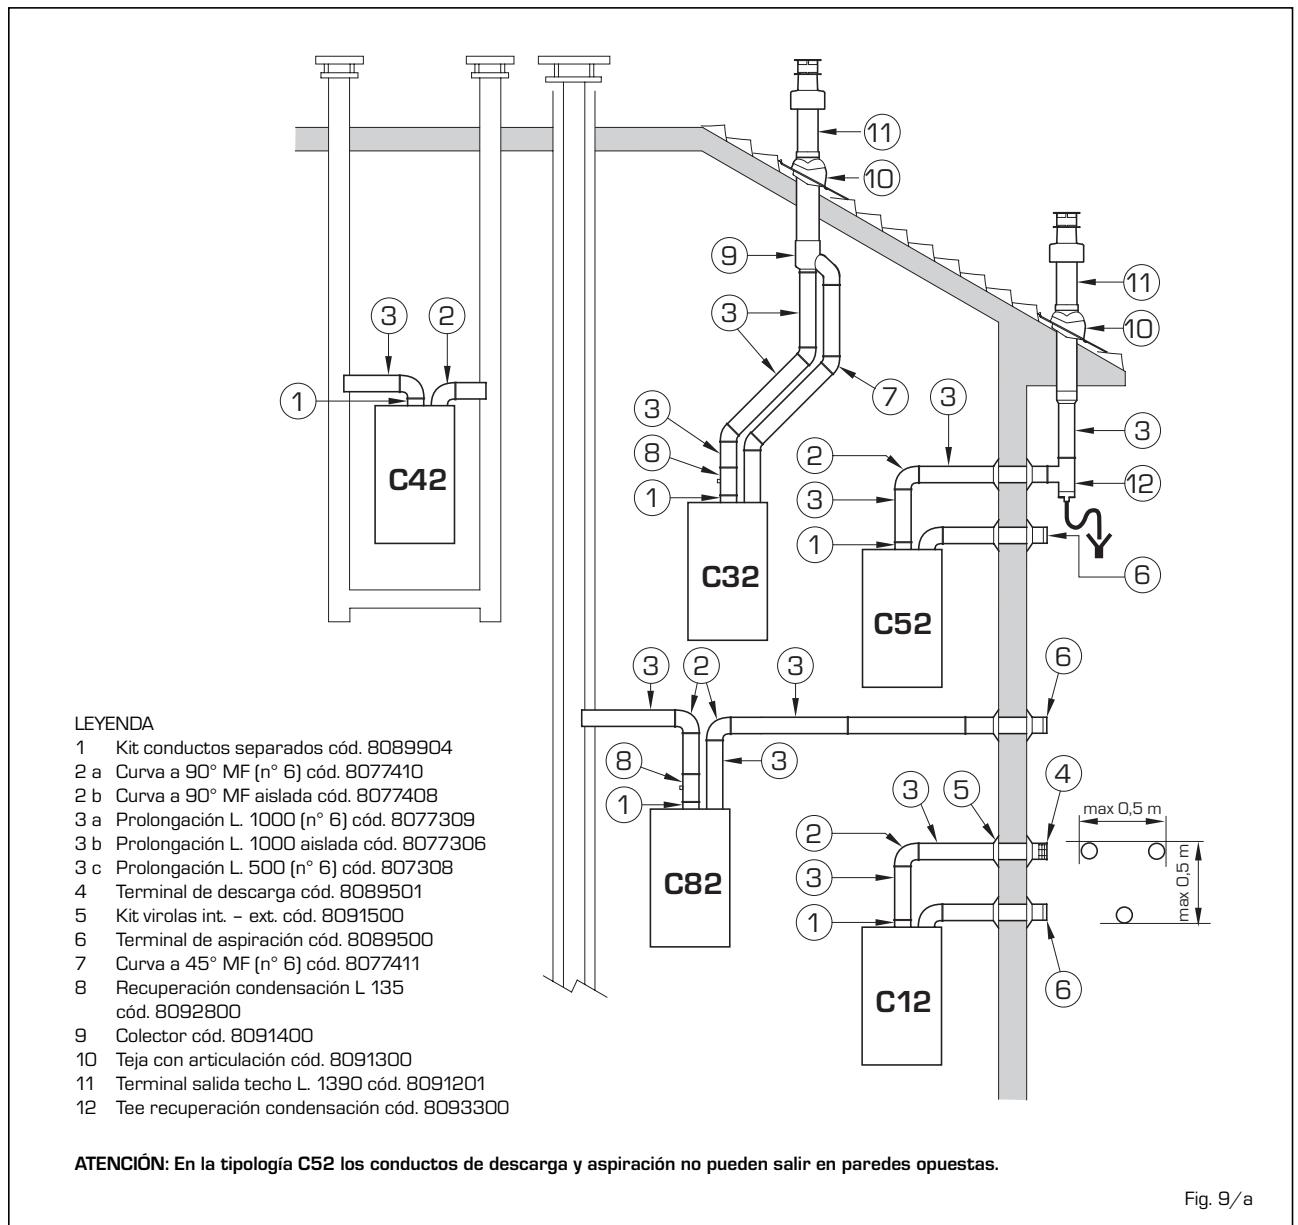 11
10
9
3
11
10
3
2
1
7
3
3
3
8
2
C42
12
3
1
1
6
C32
C52
3
2
3
6
LEYENDA
1 Kit conductos separados cód. 8089904
2 a Curva a 90° MF (n° 6) cód. 8077410
2 b Curva a 90° MF aislada cód. 8077408
3 a Prolongación L. 1000 (n° 6) cód. 8077309
3 b Prolongación L. 1000 aislada cód. 8077306
3 c Prolongación L. 500 (n° 6) cód. 807308
4 Terminal de descarga cód. 8089501
5 Kit virolas int. – ext. cód. 8091500
6 Terminal de aspiración cód. 8089500
7 Curva a 45° MF (n° 6) cód. 8077411
8 Recuperación condensación L 135
cód. 8092800
9 Colector cód. 8091400
10 Teja con articulación cód. 8091300
11 Terminal salida techo L. 1390 cód. 8091201
12 Tee recuperación condensación cód. 8093300
8
3
1
C82
3
5
4
2
3
1
6
C12
max 0,5 m
max 0,5 m
ATENCIÓN: En la tipología C52 los conductos de descarga y aspiración no pueden salir en paredes opuestas.
Fig. 9/a